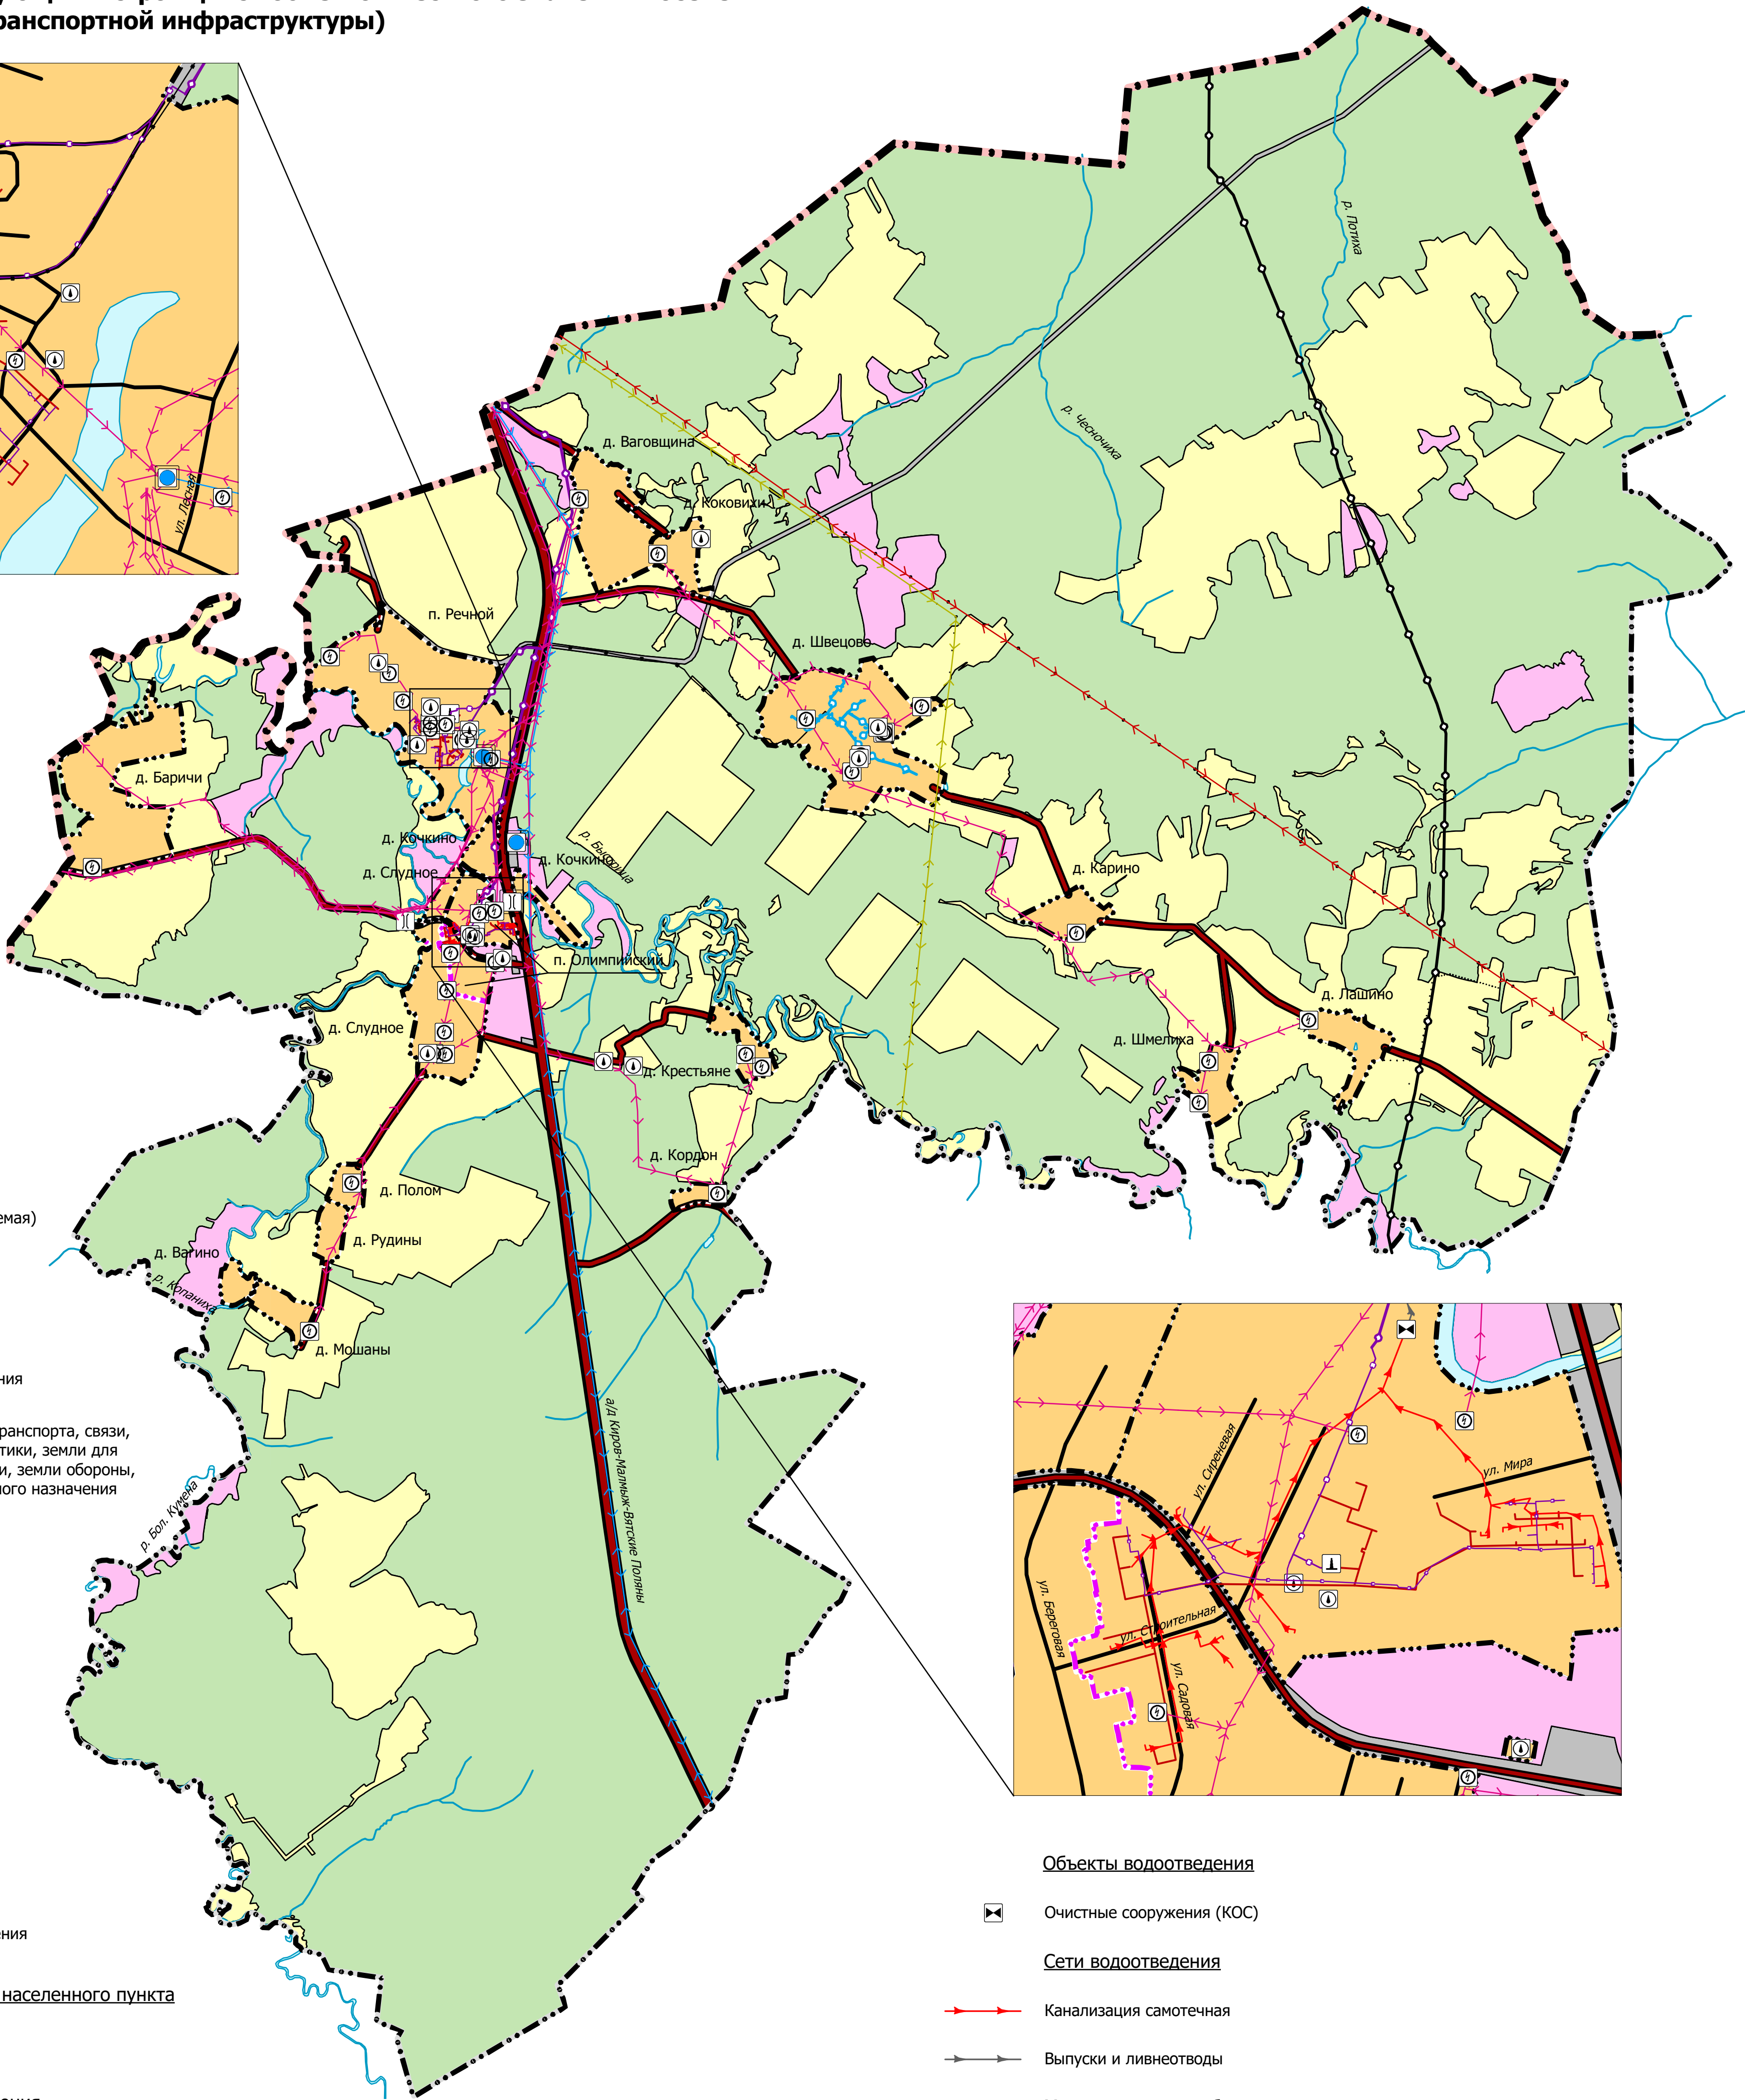 ранспортной инфраструктуры)
ул. Лесная
р. Потиха
р. Чесночиха
д. Ваговщина
д. Коковихи
п. Речной
д. Швецово
д. Баричи
д. Кочкино
р. Быстрица
д. Кочкино
д. Слудное
д. Карино
п. Олимпийский
д. Лашино
д. Слудное
д. Шмелиха
д. Крестьяне
д. Кордон
д. Полом
емая)
д. Рудины
д. Вагино
р. Копаниха
д. Мошаны
ния
ранспорта, связи,
тики, земли для
и, земли обороны,
ного назначения
р. Бол. Кумена
а/д Киров-Малмыж-Вятские Поляны
ул. Сиреневая
ул. Мира
ул. Береговая
ул. Строительная
ул. Садовая
Объекты водоотведения
Очистные сооружения (КОС)
ения
Сети водоотведения
населенного пункта
Канализация самотечная
Выпуски и ливнеотводы